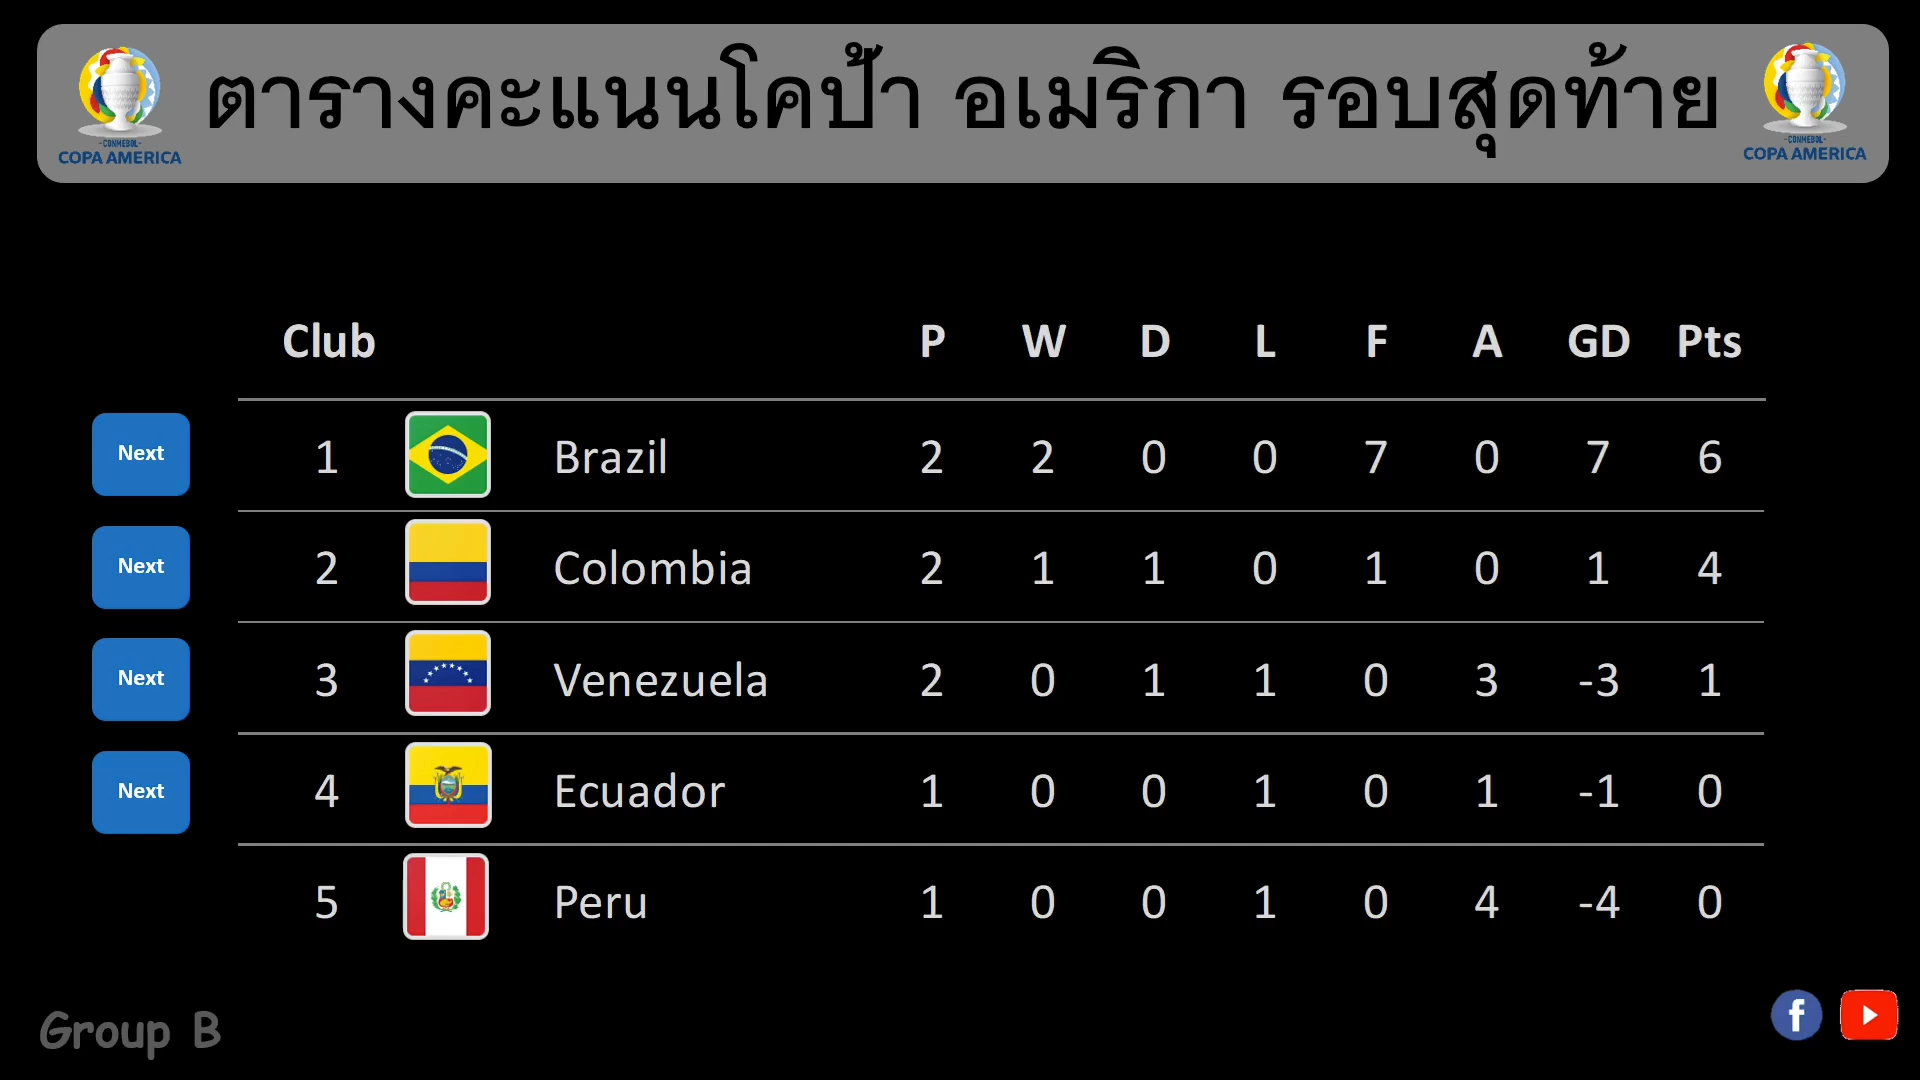 ตารางคะแนนโคป้า อเมริกา รอบสุดท้าย
-CONMEBOL-
COPA AMERICA
-CONMEBOL-
COPA AMERICA
Club P W D L F A GD Pts
Next 1 Brazil 2 2 0 0 7 0 7 6
Next 2 Colombia 2 1 1 0 1 0 1 4
Next 3 Venezuela 2 0 1 1 0 3 -3 1
Next 4 Ecuador 1 0 0 1 0 1 -1 0
5 Peru 1 0 0 1 0 4 -4 0
Group B
f